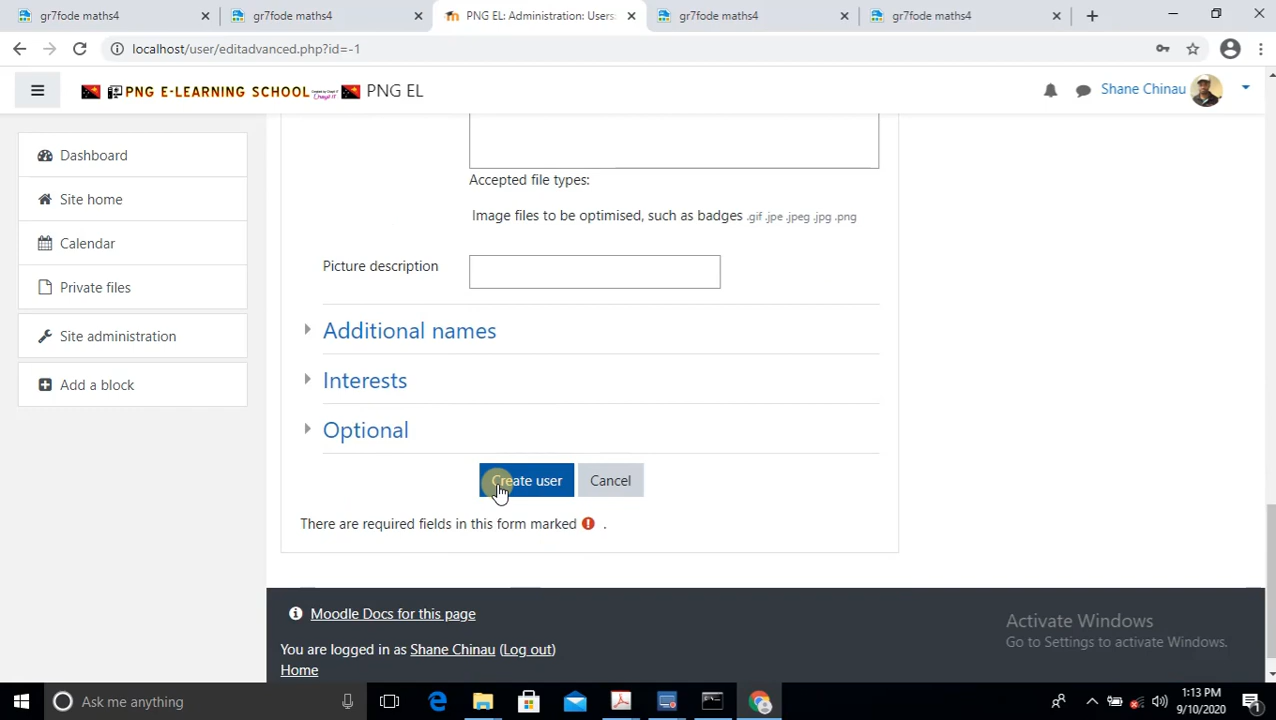 gr7fode maths4
gr7fode maths4
PNG EL: Administration: Users:
gr7fode maths4
gr7fode maths4
localhost/user/editadvanced.php?id=-1
PNG E-LEARNING SCHOOL
PNG EL
Shane Chinau
Dashboard
Site home
Calendar
Private files
Site administration
Add a block
Accepted file types:
Image files to be optimised, such as badges .gif .jpe .jpeg .jpg .png
Picture description
Additional names
Interests
Optional
Create user
Cancel
There are required fields in this form marked .
Moodle Docs for this page
You are logged in as Shane Chinau (Log out)
Home
Activate Windows
Go to Settings to activate Windows.
Ask me anything
1:13 PM
9/10/2020
1